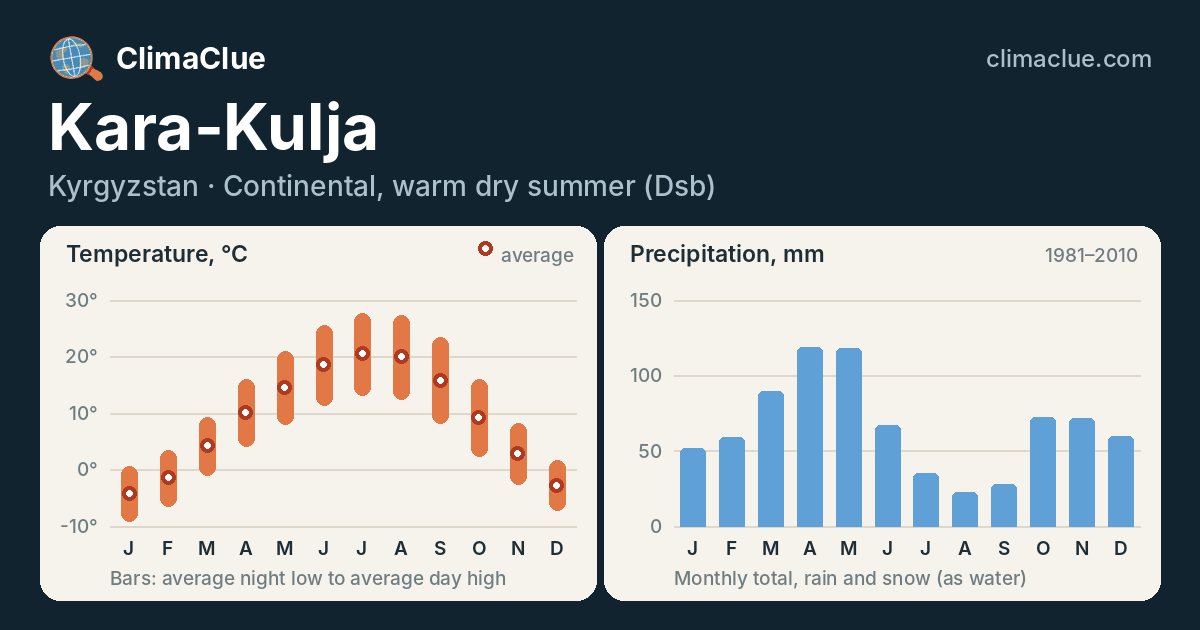 ClimaClue
climaclue.com
Kara-Kulja
Kyrgyzstan · Continental, warm dry summer (Dsb)
Temperature, °C
average
30°
20°
10°
0°
-10°
J F M A M J J A S O N D
Bars: average night low to average day high
Precipitation, mm
1981–2010
150
100
50
0
J F M A M J J A S O N D
Monthly total, rain and snow (as water)